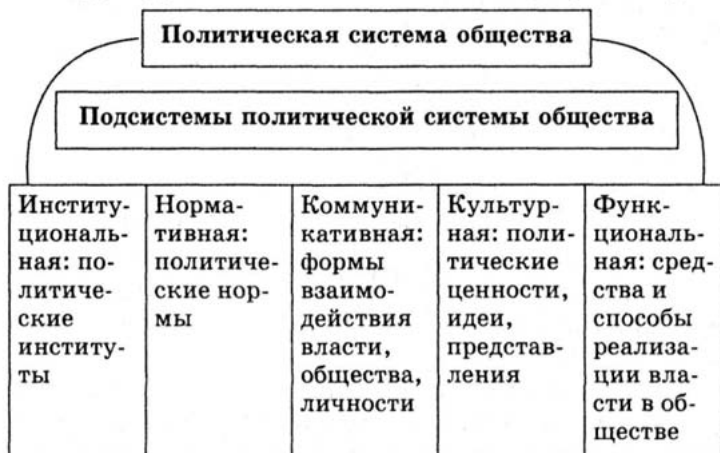 Политическая система общества
Подсистемы политической системы общества
Институ-
циональ-
ная: по-
литиче-
ские
институ-
ты
Норма-
тивная:
политиче-
ские нор-
мы
Коммуни-
кативная:
формы
взаимо-
действия
власти,
общества,
личности
Культур-
ная: поли-
тические
ценности,
идеи,
представ-
ления
Функ-
циональ-
ная: сред-
ства и
способы
реализа-
ции вла-
сти в об-
ществе